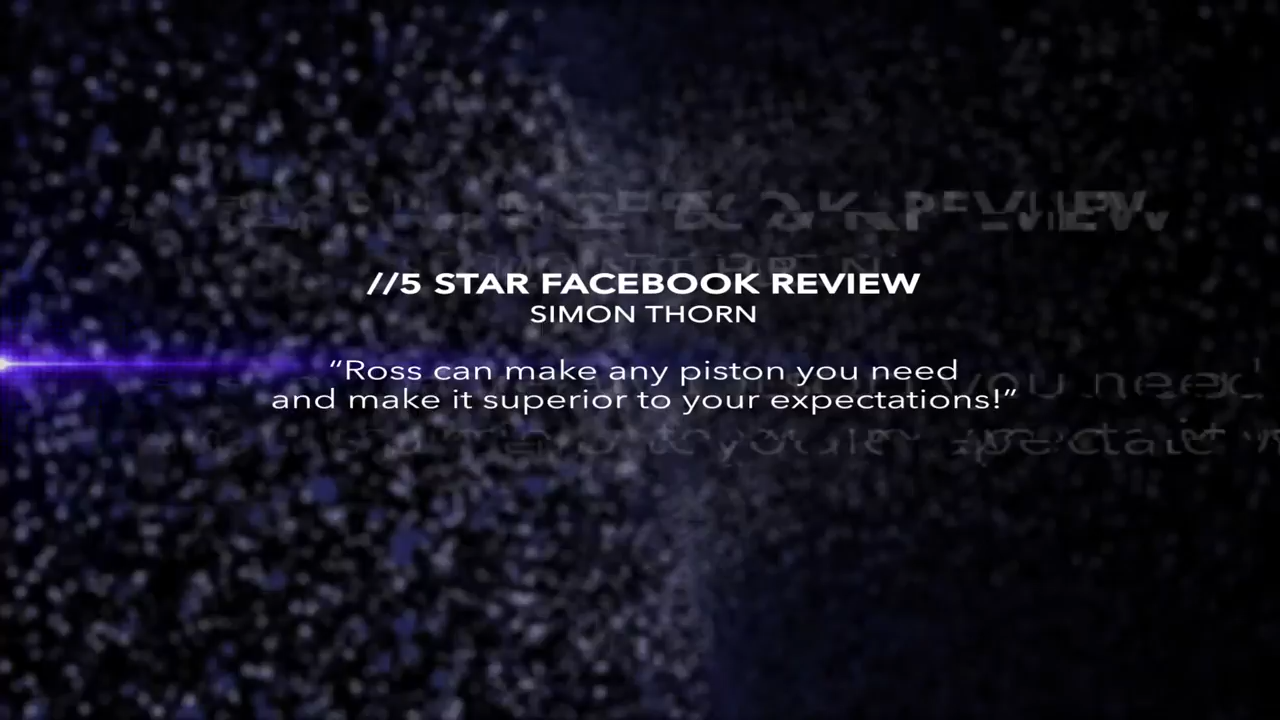 //5 STAR FACEBOOK REVIEW
SIMON THORN
“Ross can make any piston you need
and make it superior to your expectations!”